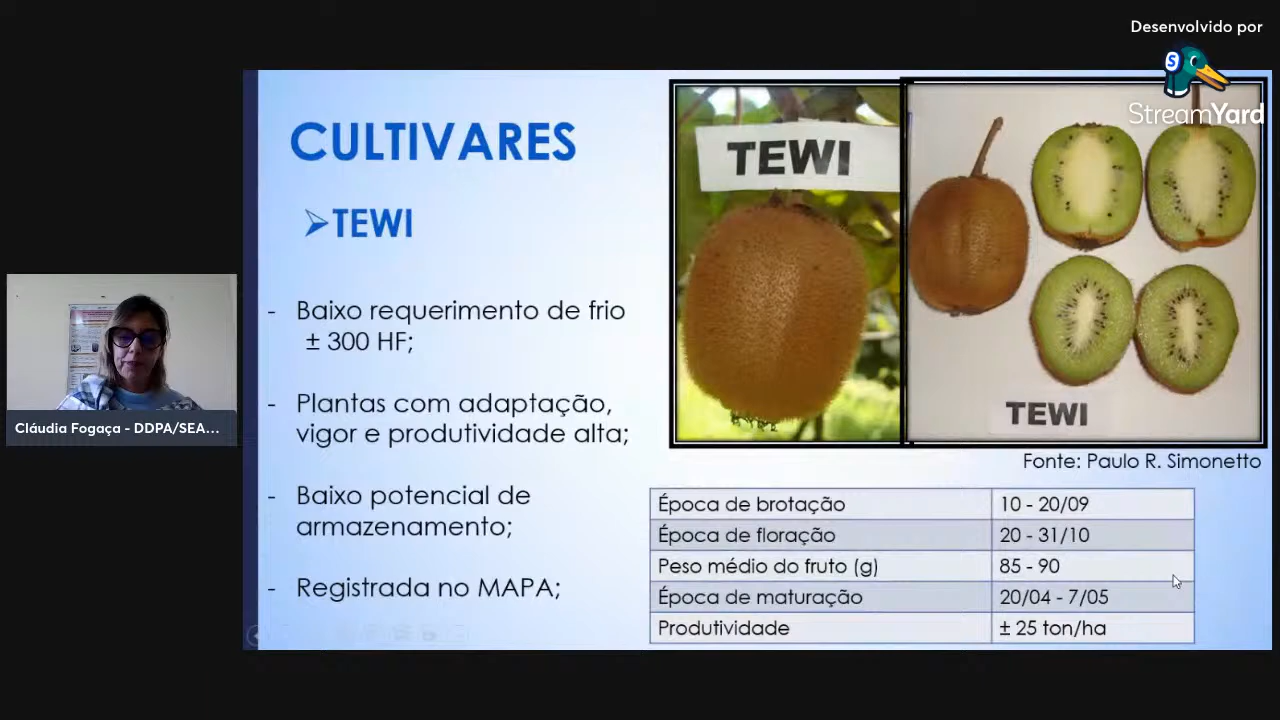 Desenvolvido por
StreamYard
CULTIVARES
➢TEWI
- Baixo requerimento de frio
± 300 HF;
- Plantas com adaptação,
vigor e produtividade alta;
- Baixo potencial de
armazenamento;
- Registrada no MAPA;
TEWI
TEWI
Fonte: Paulo R. Simonetto
Época de brotação 10 - 20/09
Época de floração 20 - 31/10
Peso médio do fruto (g) 85 - 90
Época de maturação 20/04 - 7/05
Produtividade ± 25 ton/ha
Cláudia Fogaça - DDPA/SEA...